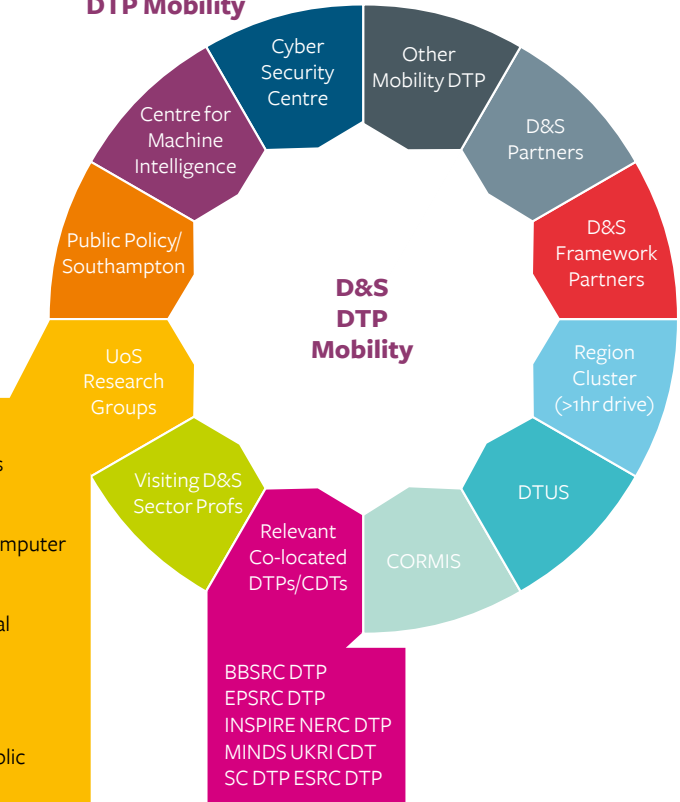 DTP Mobility
Cyber
Security
Centre
Other
Mobility DTP
D&S
Partners
D&S
Framework
Partners
Region
Cluster
(>1hr drive)
DTUS
CORMIS
Relevant
Co-located
DTPs/CDTs
BBSRC DTP
EPSRC DTP
INSPIRE NERC DTP
MINDS UKRI CDT
SC DTP ESRC DTP
Visiting D&S
Sector Profs
UoS
Research
Groups
s
mputer
al
olic
Public Policy/
Southampton
Centre for
Machine
Intelligence
D&S
DTP
Mobility